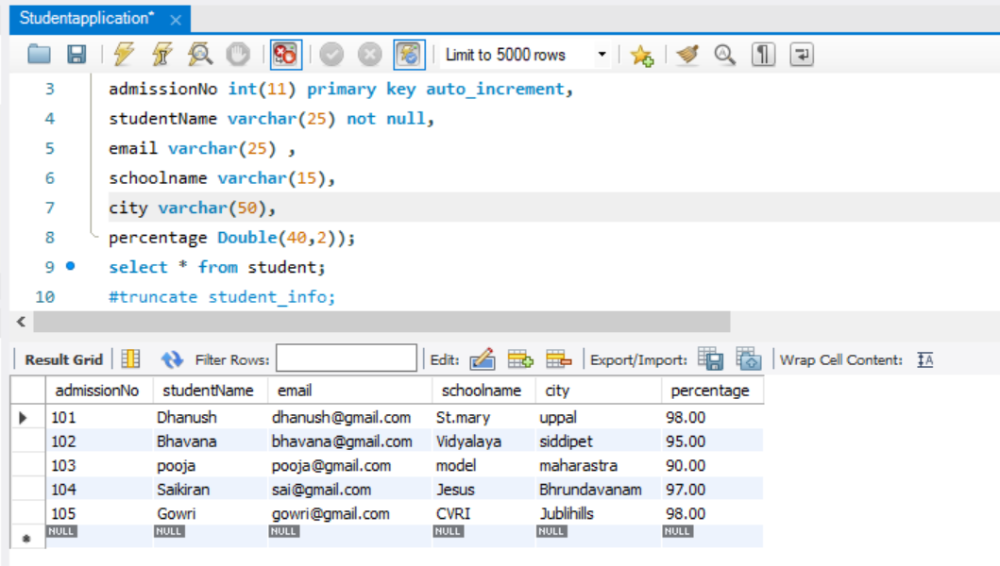 Studentapplication* ×
Limit to 5000 rows
3 admissionNo int(11) primary key auto_increment,
4 studentName varchar(25) not null,
5 email varchar(25) ,
6 schoolname varchar(15),
7 city varchar(50),
8 percentage Double(40,2));
9 select * from student;
10 #truncate student_info;
Result Grid Filter Rows: Edit: Export/Import: Wrap Cell Content: IA
admissionNo studentName email schoolname city percentage
101 Dhanush dhanush@gmail.com St.mary uppal 98.00
102 Bhavana bhavana@gmail.com Vidyalaya siddipet 95.00
103 pooja pooja@gmail.com model maharastra 90.00
104 Saikiran sai@gmail.com Jesus Bhrundavanam 97.00
105 Gowri gowri@gmail.com CVRI Jublihills 98.00
NULL NULL NULL NULL NULL NULL